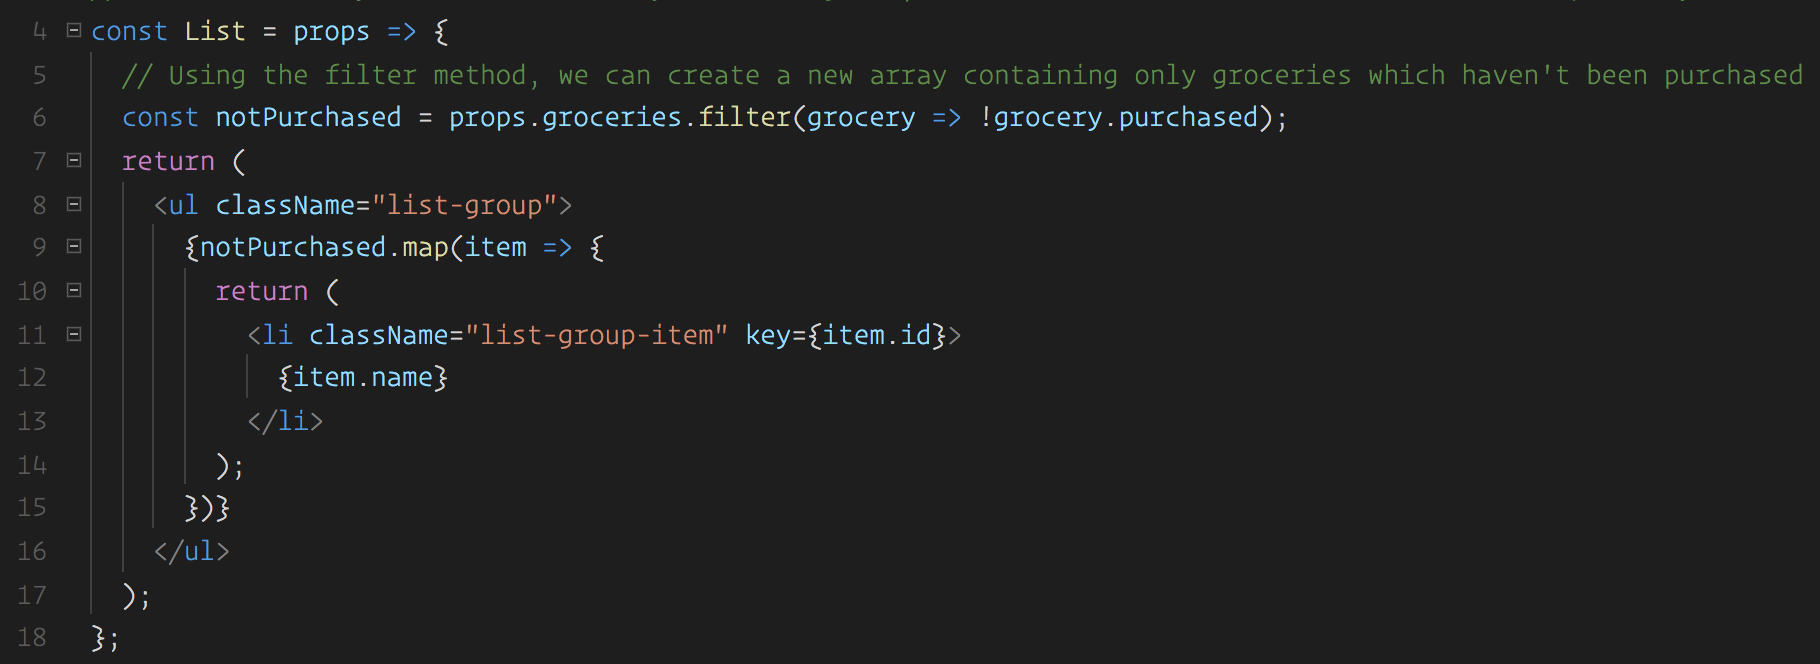 4 const List = props => {
5 // Using the filter method, we can create a new array containing only groceries which haven't been purchased
6 const notPurchased = props.groceries.filter(grocery => !grocery.purchased);
7 return (
8 <ul className="list-group">
9 {notPurchased.map(item => {
10 return (
11 <li className="list-group-item" key={item.id}>
12 {item.name}
13 </li>
14 );
15 })}
16 </ul>
17 );
18 };